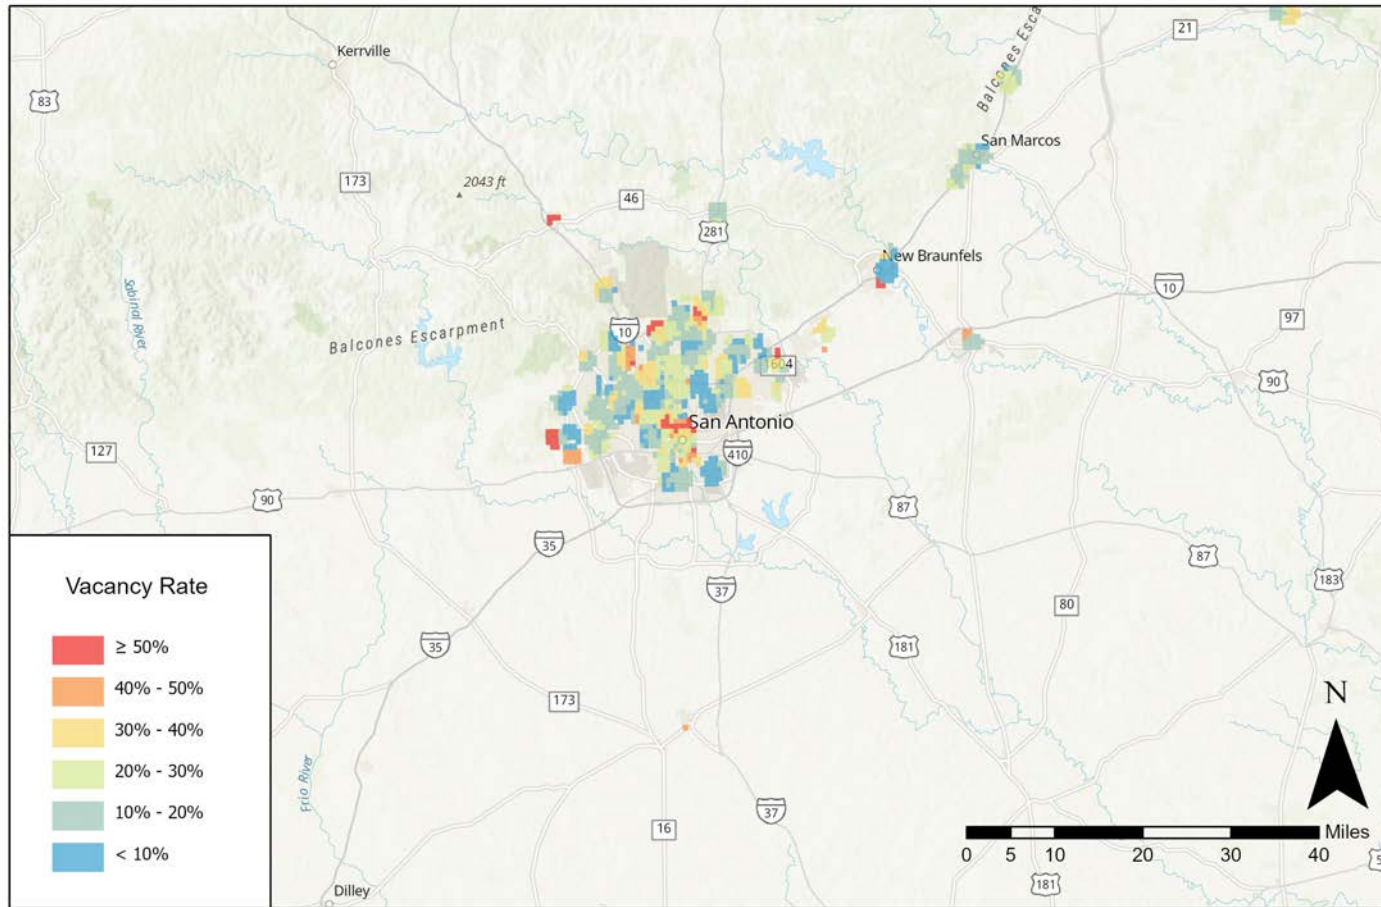 Kerrville
83
173
2043 ft
46
281
Balcones Esca
21
San Marcos
New Braunfels
Sabinal River
Balcones Escarpment
10
10
97
1604
90
San Antonio
127
410
90
87
35
87
183
37
80
35
181
173
Frio River
16
37
181
Dilley
5
Vacancy Rate
≥ 50%
40% - 50%
30% - 40%
20% - 30%
10% - 20%
< 10%
N
Miles
0 5 10 20 30 40